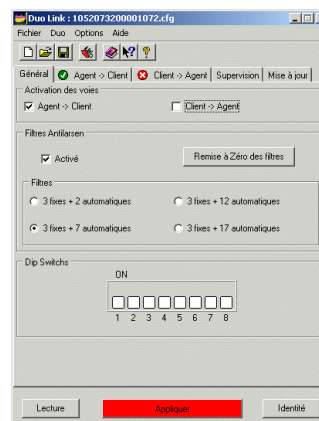 Duo Link : 1052073200001072.cfg
Fichier Duo Options Aide
Général Agent -> Client Client -> Agent Supervision Mise à jour
Activation des voies
Agent -> Client Client -> Agent
Filtres Antilarsen
Activé Remise à Zéro des filtres
Filtres
3 fixes + 2 automatiques 3 fixes + 12 automatiques
3 fixes + 7 automatiques 3 fixes + 17 automatiques
Dip Switchs
ON
1 2 3 4 5 6 7 8
Lecture Appliquer Identité